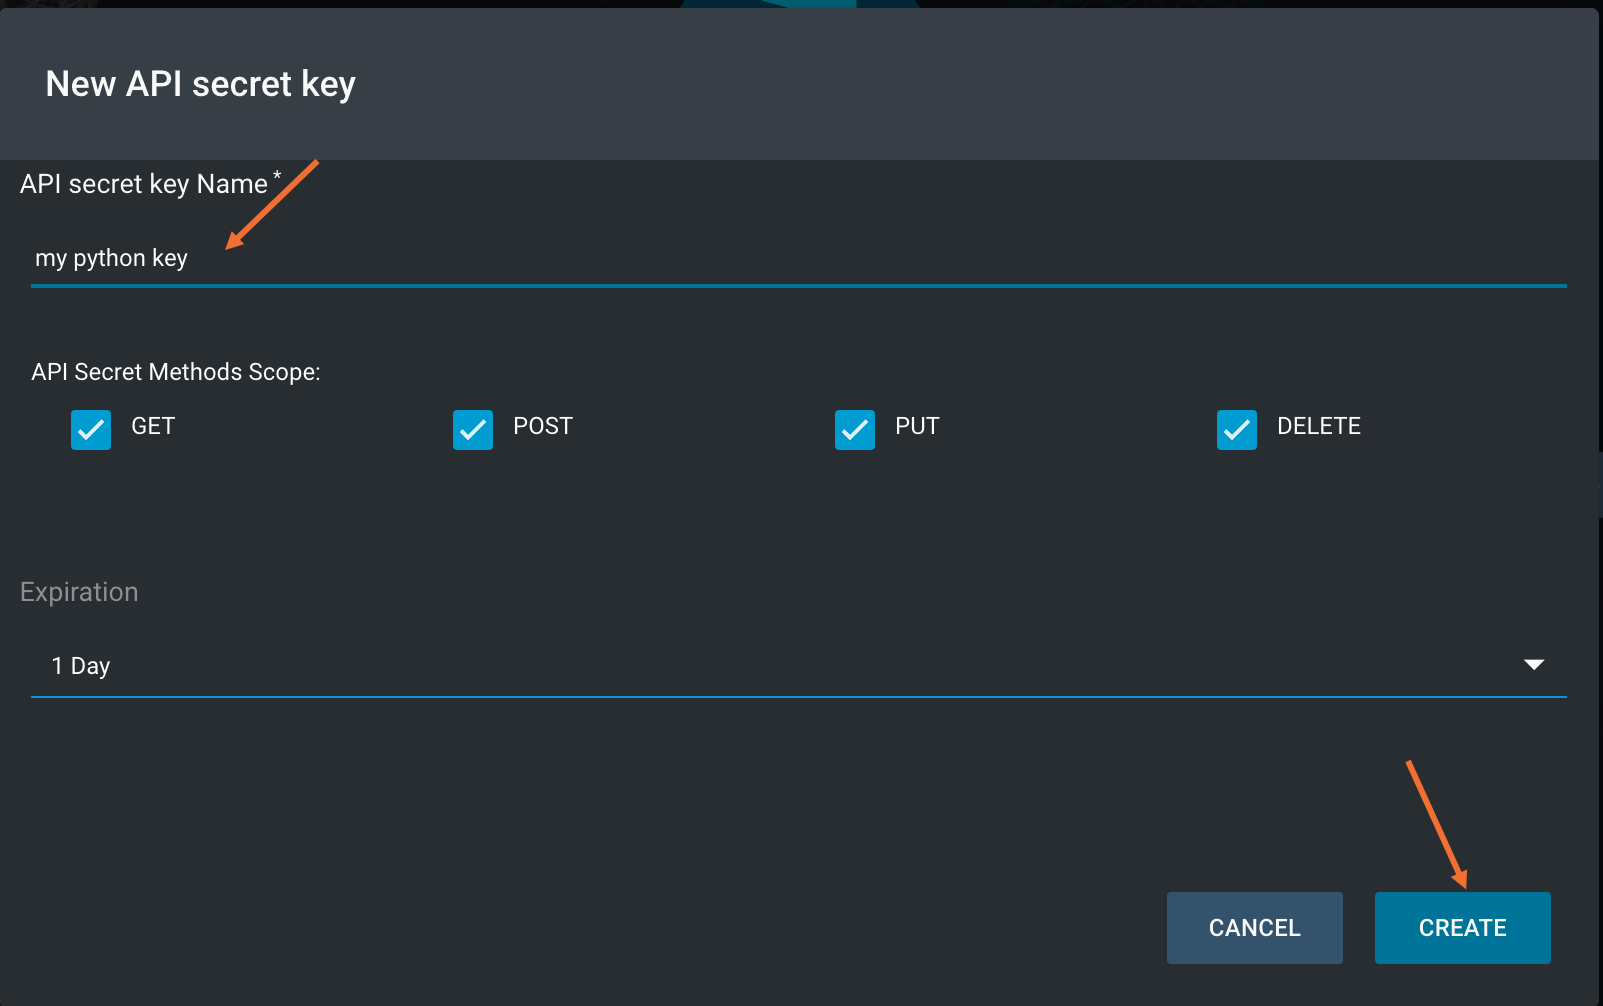 New API secret key
API secret key Name *
my python key
API Secret Methods Scope:
GET POST PUT DELETE
Expiration
1 Day
CANCEL CREATE